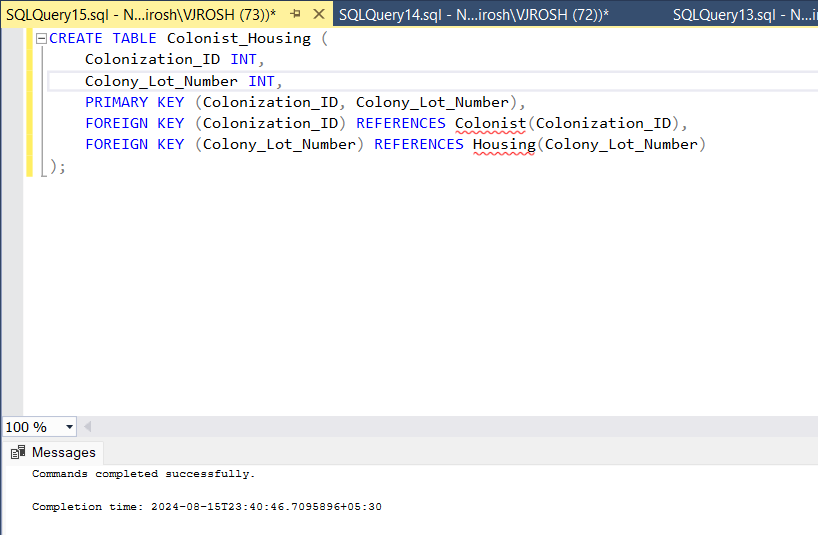 SQLQuery15.sql - N...irosh\VJROSH (73))* SQLQuery14.sql - N...irosh\VJROSH (72))* SQLQuery13.sql - N...i
CREATE TABLE Colonist_Housing (
Colonization_ID INT,
Colony_Lot_Number INT,
PRIMARY KEY (Colonization_ID, Colony_Lot_Number),
FOREIGN KEY (Colonization_ID) REFERENCES Colonist(Colonization_ID),
FOREIGN KEY (Colony_Lot_Number) REFERENCES Housing(Colony_Lot_Number)
);
100 %
Messages
Commands completed successfully.
Completion time: 2024-08-15T23:40:46.7095896+05:30